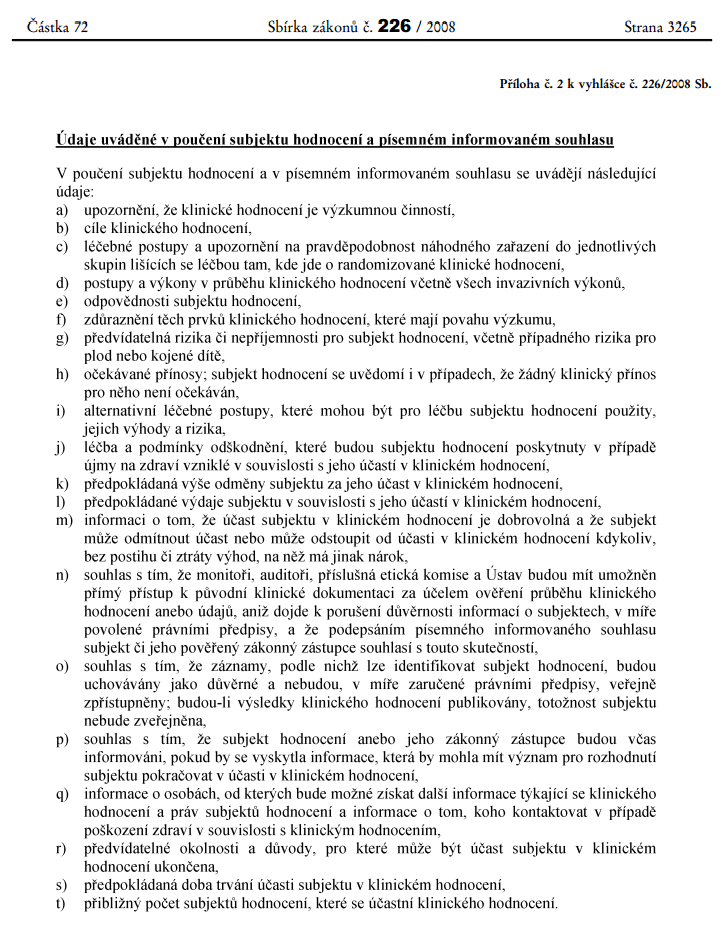 Částka 72 Sbírka zákonů č. 226 / 2008 Strana 3265
Příloha č. 2 k vyhlášce č. 226/2008 Sb.
Údaje uváděné v poučení subjektu hodnocení a písemném informovaném souhlasu
V poučení subjektu hodnocení a v písemném informovaném souhlasu se uvádějí následující
údaje:
a) upozornění, že klinické hodnocení je výzkumnou činností,
b) cíle klinického hodnocení,
c) léčebné postupy a upozornění na pravděpodobnost náhodného zařazení do jednotlivých
skupin lišících se léčbou tam, kde jde o randomizované klinické hodnocení,
d) postupy a výkony v průběhu klinického hodnocení včetně všech invazivních výkonů,
e) odpovědnosti subjektu hodnocení,
f) zdůraznění těch prvků klinického hodnocení, které mají povahu výzkumu,
g) předvídatelná rizika či nepříjemnosti pro subjekt hodnocení, včetně případného rizika pro
plod nebo kojené dítě,
h) očekávané přínosy; subjekt hodnocení se uvědomí i v případech, že žádný klinický přínos
pro něho není očekáván,
i) alternativní léčebné postupy, které mohou být pro léčbu subjektu hodnocení použity,
jejich výhody a rizika,
j) léčba a podmínky odškodnění, které budou subjektu hodnocení poskytnuty v případě
újmy na zdraví vzniklé v souvislosti s jeho účastí v klinickém hodnocení,
k) předpokládaná výše odměny subjektu za jeho účast v klinickém hodnocení,
l) předpokládané výdaje subjektu v souvislosti s jeho účastí v klinickém hodnocení,
m) informaci o tom, že účast subjektu v klinickém hodnocení je dobrovolná a že subjekt
může odmítnout účast nebo může odstoupit od účasti v klinickém hodnocení kdykoliv,
bez postihu či ztráty výhod, na něž má jinak nárok,
n) souhlas s tím, že monitoři, auditoři, příslušná etická komise a Ústav budou mít umožněn
přímý přístup k původní klinické dokumentaci za účelem ověření průběhu klinického
hodnocení anebo údajů, aniž dojde k porušení důvěrnosti informací o subjektech, v míře
povolené právními předpisy, a že podepsáním písemného informovaného souhlasu
subjekt či jeho pověřený zákonný zástupce souhlasí s touto skutečností,
o) souhlas s tím, že záznamy, podle nichž lze identifikovat subjekt hodnocení, budou
uchovávány jako důvěrné a nebudou, v míře zaručené právními předpisy, veřejně
zpřístupněny; budou-li výsledky klinického hodnocení publikovány, totožnost subjektu
nebude zveřejněna,
p) souhlas s tím, že subjekt hodnocení anebo jeho zákonný zástupce budou včas
informováni, pokud by se vyskytla informace, která by mohla mít význam pro rozhodnutí
subjektu pokračovat v účasti v klinickém hodnocení,
q) informace o osobách, od kterých bude možné získat další informace týkající se klinického
hodnocení a práv subjektů hodnocení a informace o tom, koho kontaktovat v případě
poškození zdraví v souvislosti s klinickým hodnocením,
r) předvídatelné okolnosti a důvody, pro které může být účast subjektu v klinickém
hodnocení ukončena,
s) předpokládaná doba trvání účasti subjektu v klinickém hodnocení,
t) přibližný počet subjektů hodnocení, které se účastní klinického hodnocení.